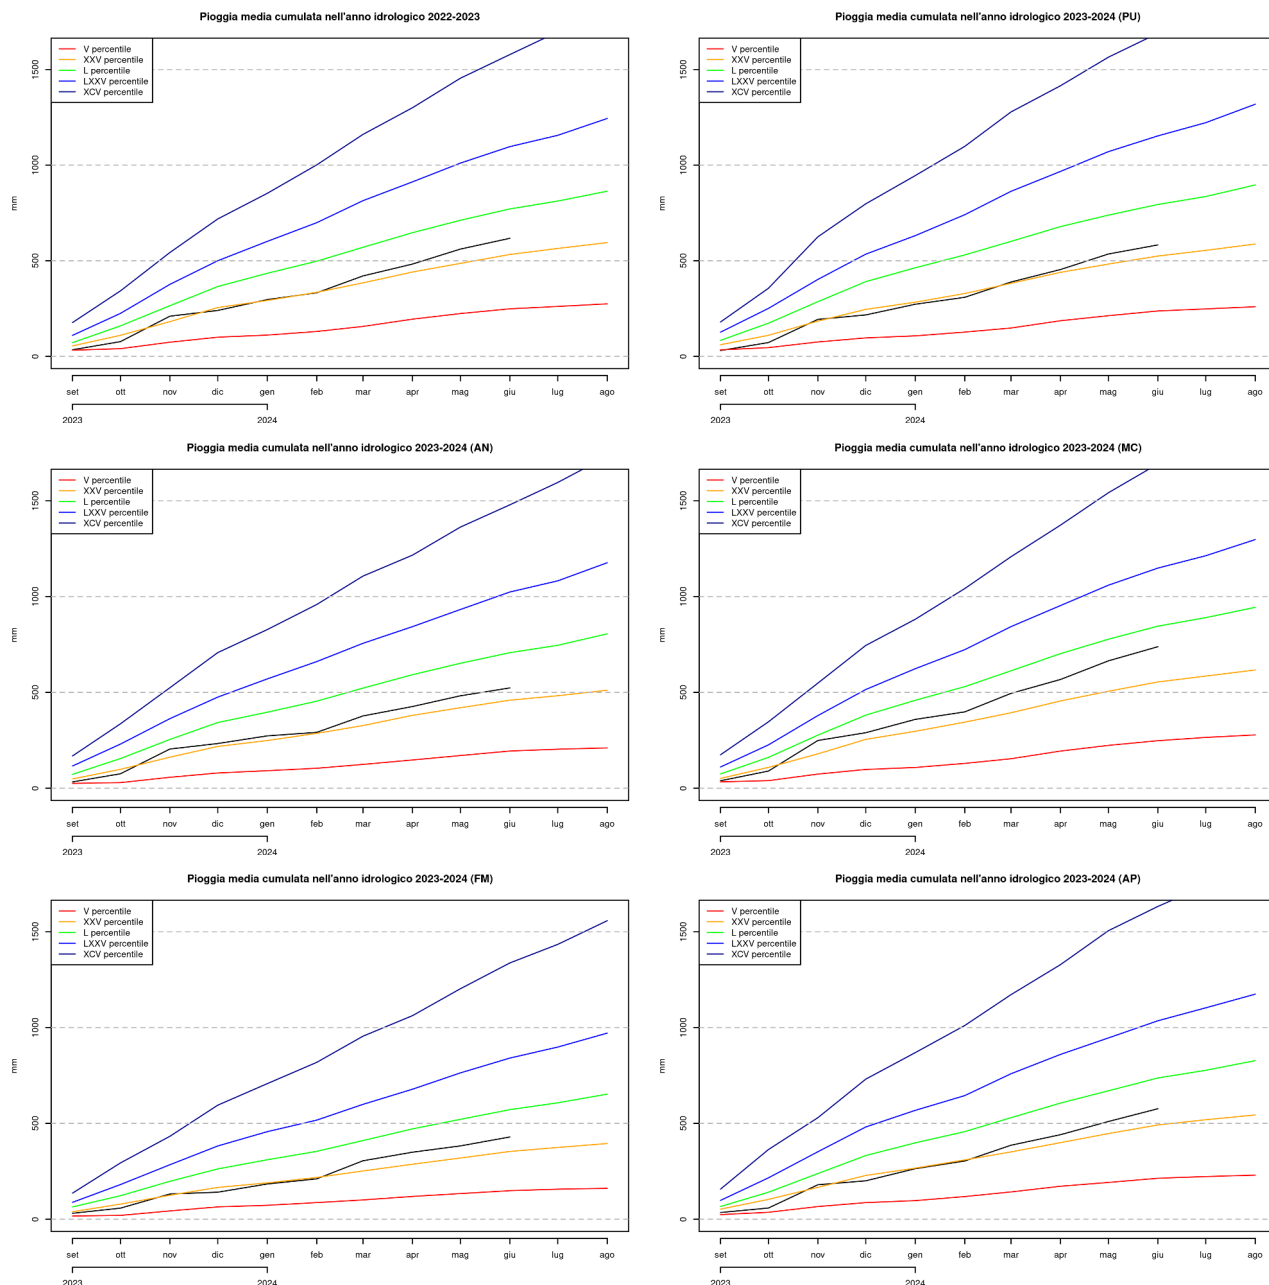 Pioggia media cumulata nell'anno idrologico 2022-2023
V percentile
XXV percentile
L percentile
LXXV percentile
XCV percentile
mm
0
500
1000
1500
set ott nov dic gen feb mar apr mag giu lug ago
2023 2024
Pioggia media cumulata nell'anno idrologico 2023-2024 (PU)
V percentile
XXV percentile
L percentile
LXXV percentile
XCV percentile
mm
0
500
1000
1500
set ott nov dic gen feb mar apr mag giu lug ago
2023 2024
Pioggia media cumulata nell'anno idrologico 2023-2024 (AN)
V percentile
XXV percentile
L percentile
LXXV percentile
XCV percentile
mm
0
500
1000
1500
set ott nov dic gen feb mar apr mag giu lug ago
2023 2024
Pioggia media cumulata nell'anno idrologico 2023-2024 (MC)
V percentile
XXV percentile
L percentile
LXXV percentile
XCV percentile
mm
0
500
1000
1500
set ott nov dic gen feb mar apr mag giu lug ago
2023 2024
Pioggia media cumulata nell'anno idrologico 2023-2024 (FM)
V percentile
XXV percentile
L percentile
LXXV percentile
XCV percentile
mm
0
500
1000
1500
set ott nov dic gen feb mar apr mag giu lug ago
2023 2024
Pioggia media cumulata nell'anno idrologico 2023-2024 (AP)
V percentile
XXV percentile
L percentile
LXXV percentile
XCV percentile
mm
0
500
1000
1500
set ott nov dic gen feb mar apr mag giu lug ago
2023 2024